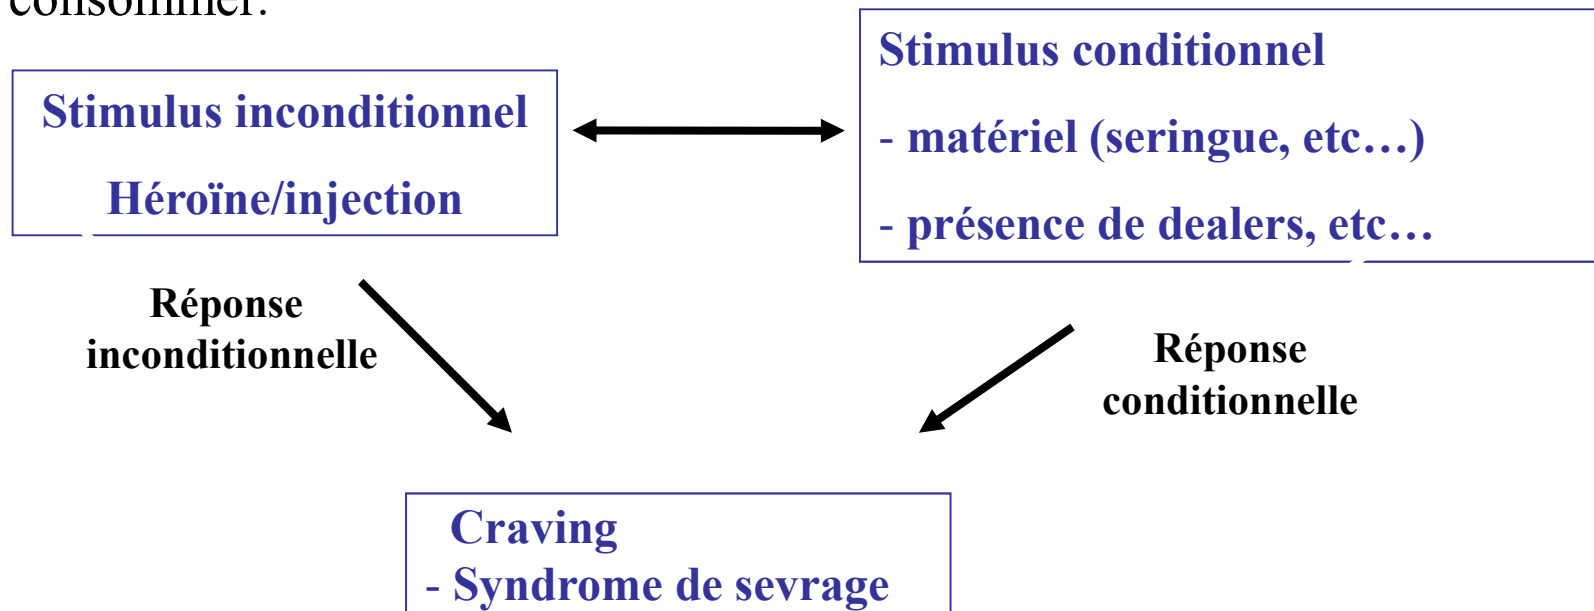 consommer.
Stimulus inconditionnel
Héroïne/injection
Stimulus conditionnel
- matériel (seringue, etc…)
- présence de dealers, etc…
Réponse
inconditionnelle
Réponse
conditionnelle
Craving
- Syndrome de sevrage